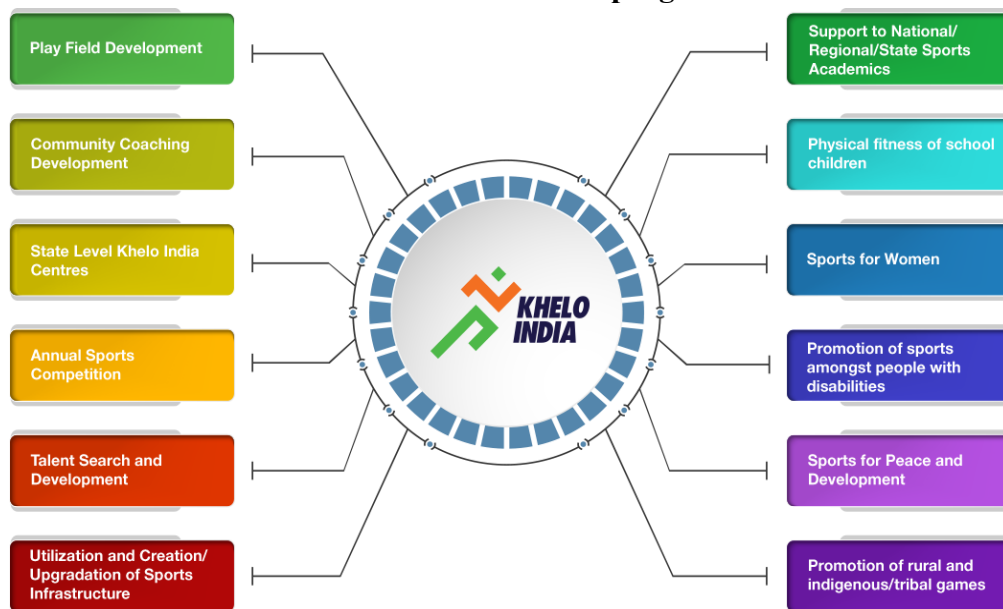 Play Field Development
Community Coaching
Development
State Level Khelo India
Centres
Annual Sports
Competition
Talent Search and
Development
Utilization and Creation/
Upgradation of Sports
Infrastructure
KHELO
INDIA
Support to National/
Regional/State Sports
Academics
Physical fitness of school
children
Sports for Women
Promotion of sports
amongst people with
disabilities
Sports for Peace and
Development
Promotion of rural and
indigenous/tribal games